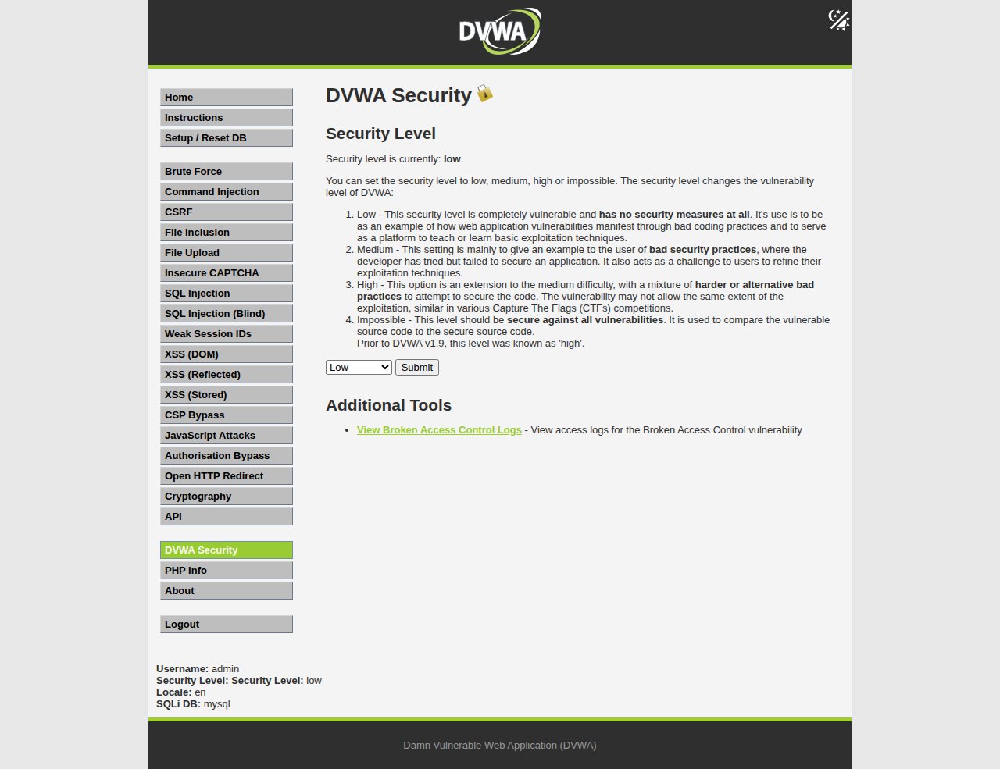 DVWA
Home
Instructions
Setup / Reset DB
Brute Force
Command Injection
CSRF
File Inclusion
File Upload
Insecure CAPTCHA
SQL Injection
SQL Injection (Blind)
Weak Session IDs
XSS (DOM)
XSS (Reflected)
XSS (Stored)
CSP Bypass
JavaScript Attacks
Authorisation Bypass
Open HTTP Redirect
Cryptography
API
DVWA Security
PHP Info
About
Logout
DVWA Security
Security Level
Security level is currently: low.
You can set the security level to low, medium, high or impossible. The security level changes the vulnerability
level of DVWA:
1. Low - This security level is completely vulnerable and has no security measures at all. It's use is to be
as an example of how web application vulnerabilities manifest through bad coding practices and to serve
as a platform to teach or learn basic exploitation techniques.
2. Medium - This setting is mainly to give an example to the user of bad security practices, where the
developer has tried but failed to secure an application. It also acts as a challenge to users to refine their
exploitation techniques.
3. High - This option is an extension to the medium difficulty, with a mixture of harder or alternative bad
practices to attempt to secure the code. The vulnerability may not allow the same extent of the
exploitation, similar in various Capture The Flags (CTFs) competitions.
4. Impossible - This level should be secure against all vulnerabilities. It is used to compare the vulnerable
source code to the secure source code.
Prior to DVWA v1.9, this level was known as 'high'.
Low Submit
Additional Tools
• View Broken Access Control Logs - View access logs for the Broken Access Control vulnerability
Username: admin
Security Level: Security Level: low
Locale: en
SQLi DB: mysql
Damn Vulnerable Web Application (DVWA)